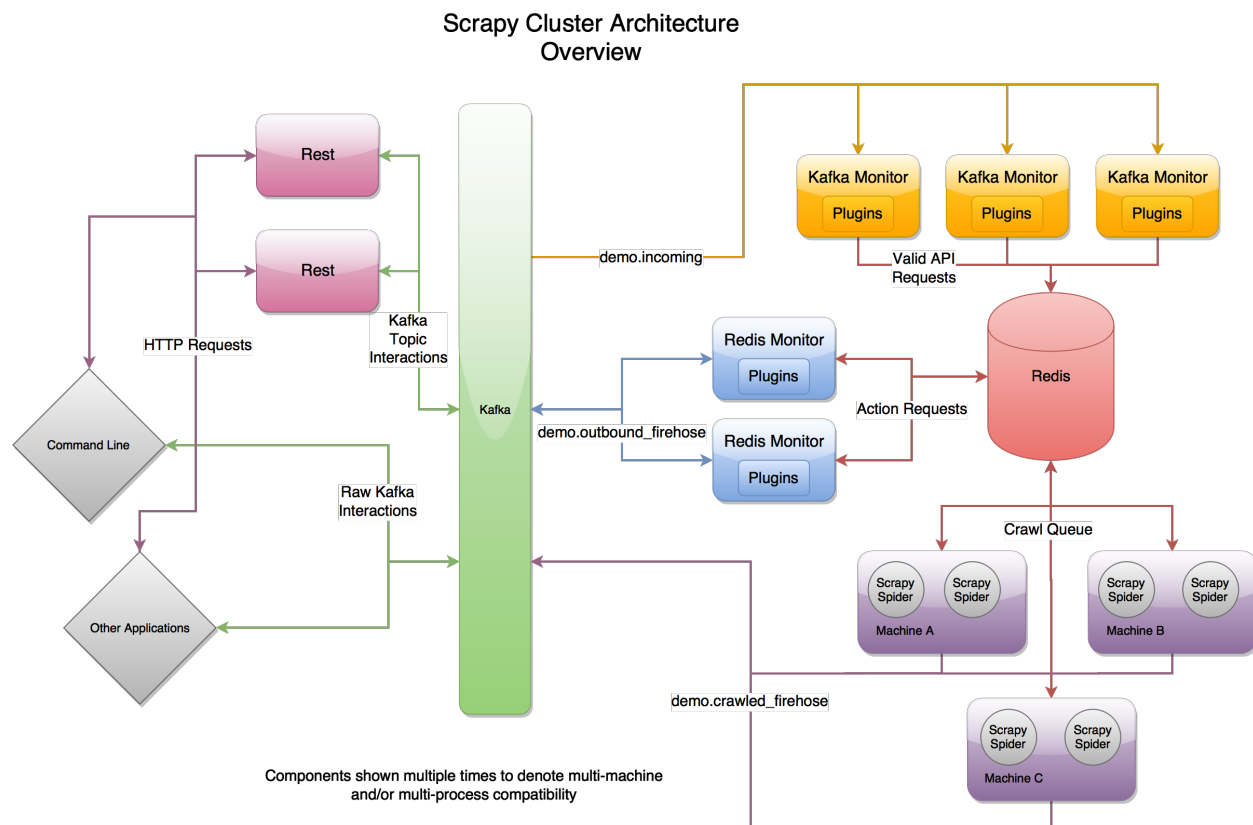 Scrapy Cluster Architecture
Overview
Rest
Rest
HTTP Requests
Kafka
Topic
Interactions
Command Line
Raw Kafka
Interactions
Other Applications
Kafka
demo.incoming
Kafka Monitor
Plugins
Kafka Monitor
Plugins
Kafka Monitor
Plugins
Valid API
Requests
Redis Monitor
Plugins
demo.outbound_firehose
Redis Monitor
Plugins
Action Requests
Redis
Crawl Queue
Scrapy
Spider
Scrapy
Spider
Machine A
Scrapy
Spider
Scrapy
Spider
Machine B
demo.crawled_firehose
Scrapy
Spider
Scrapy
Spider
Machine C
Components shown multiple times to denote multi-machine
and/or multi-process compatibility